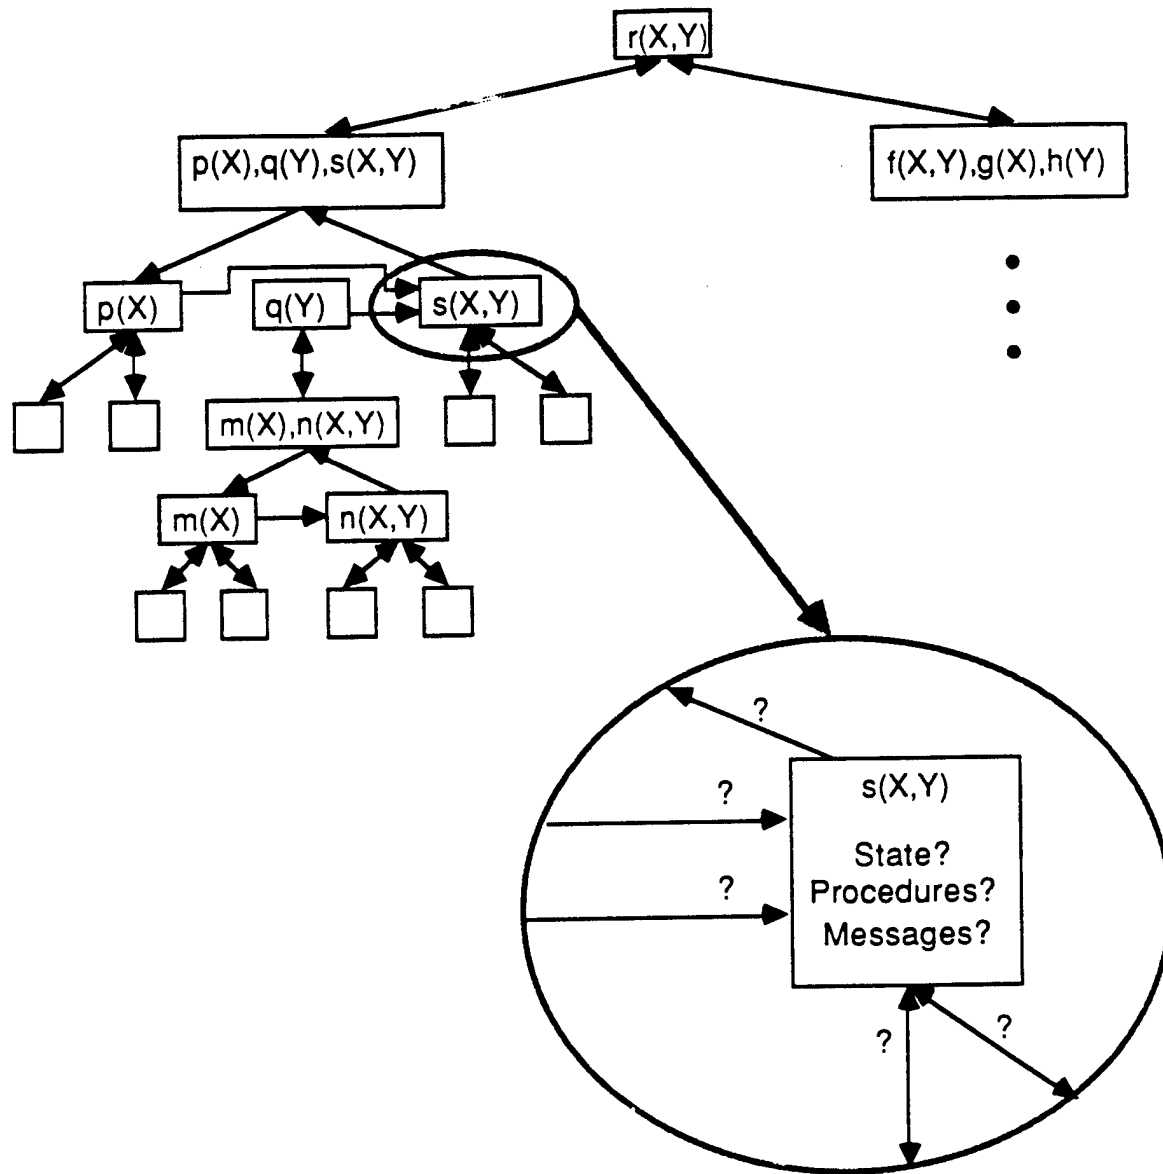 r(X,Y)
p(X),q(Y),s(X,Y)
f(X,Y),g(X),h(Y)
p(X)
q(Y)
s(X,Y)
m(X),n(X,Y)
m(X)
n(X,Y)
?
?
?
s(X,Y)
State?
Procedures?
Messages?
?
?